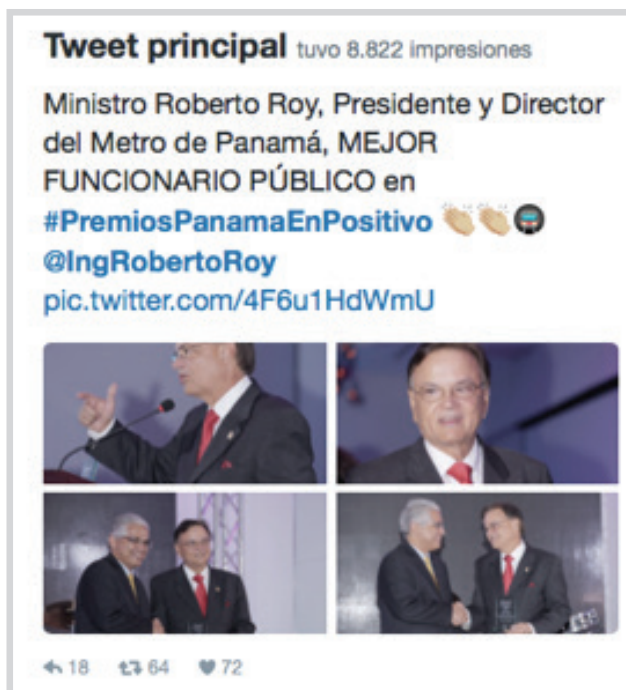 Tweet principal tuvo 8.822 impresiones
Ministro Roberto Roy, Presidente y Director
del Metro de Panamá, MEJOR
FUNCIONARIO PÚBLICO en
#PremiosPanamaEnPositivo 👏🏼👏🏼🚇
@IngRobertoRoy
pic.twitter.com/4F6u1HdWmU
18 64 72